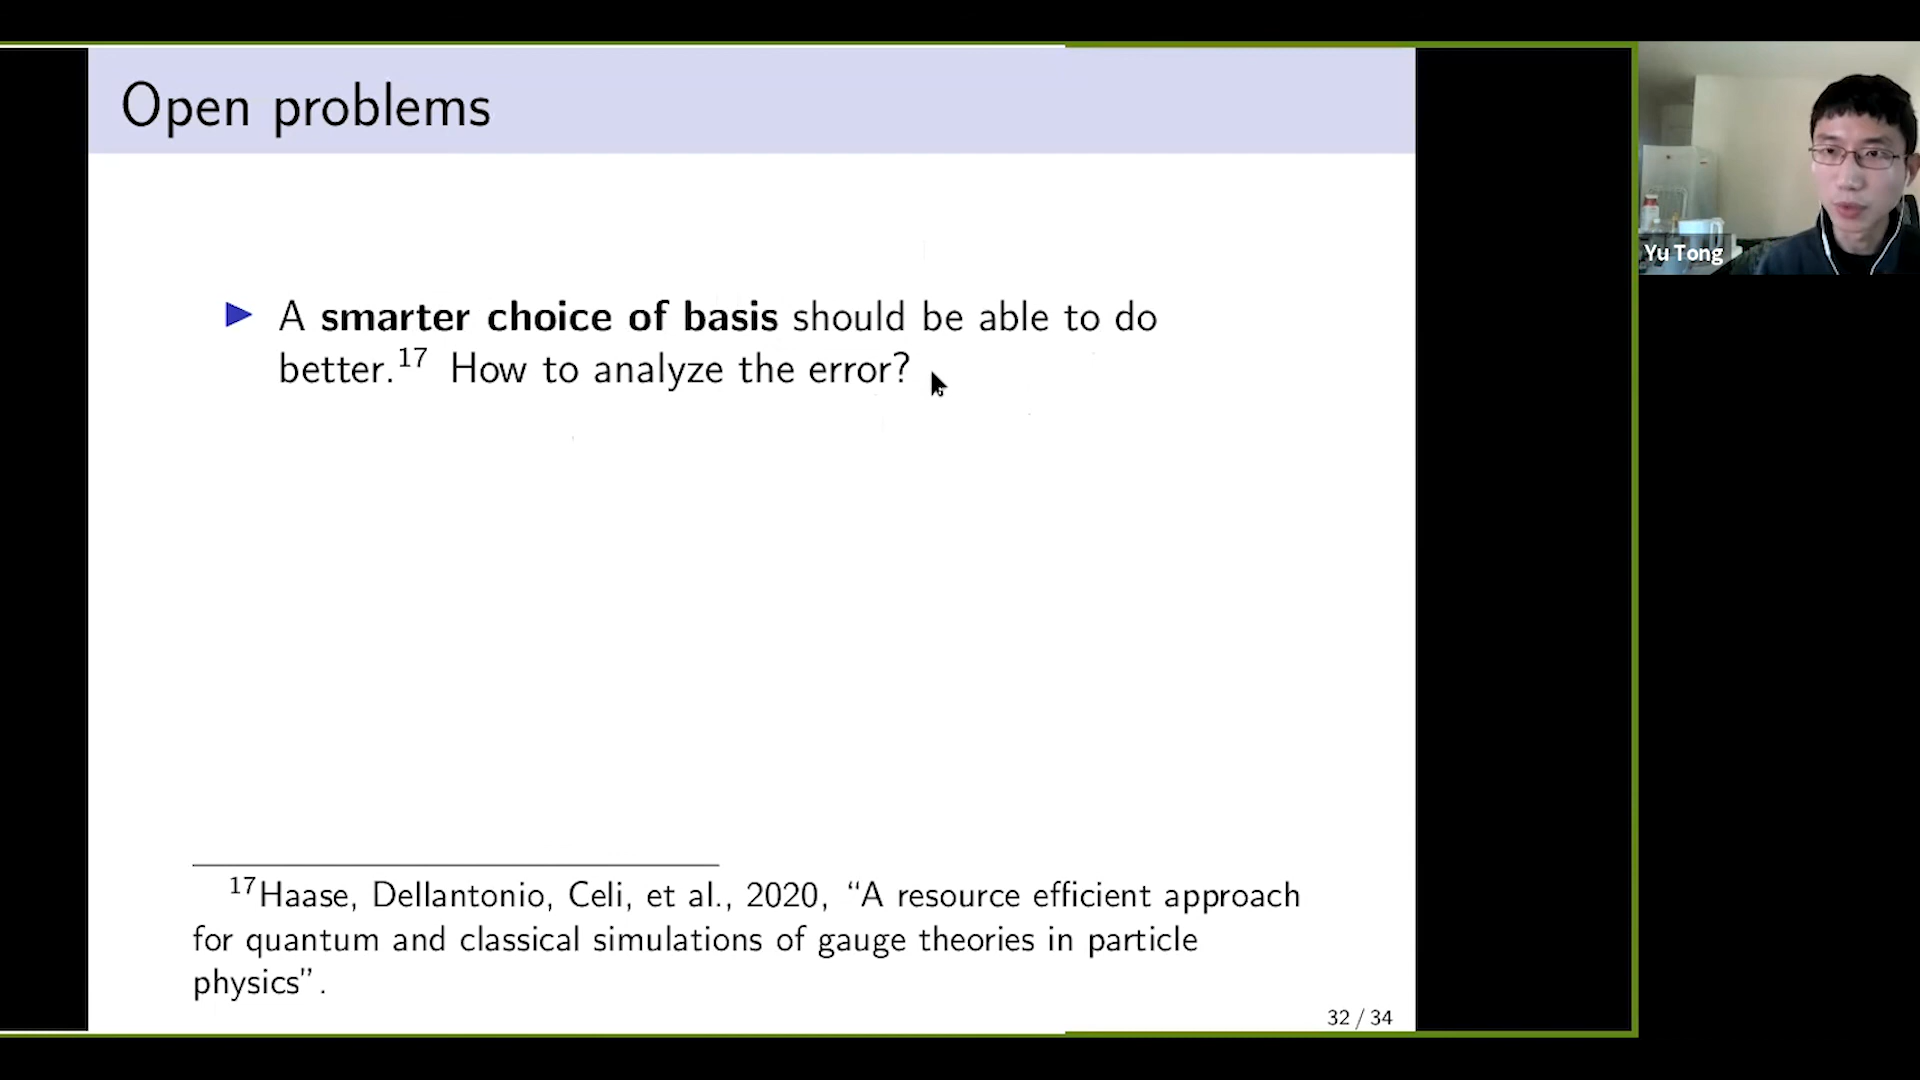 Open problems
▶ A smarter choice of basis should be able to do
better.¹⁷ How to analyze the error?
¹⁷Haase, Dellantonio, Celi, et al., 2020, “A resource efficient approach
for quantum and classical simulations of gauge theories in particle
physics”.
32 / 34
Yu Tong